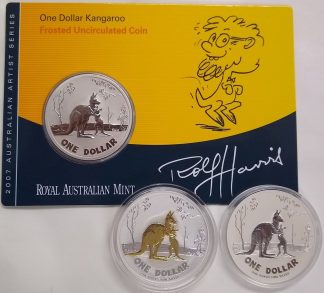 One Dollar Kangaroo
Frosted Uncirculated Coin
2007 AUSTRALIAN ARTIST SERIES
ONE DOLLAR
Rolf Harris
ROYAL AUSTRALIAN MINT
ONE DOLLAR
ONE DOLLAR